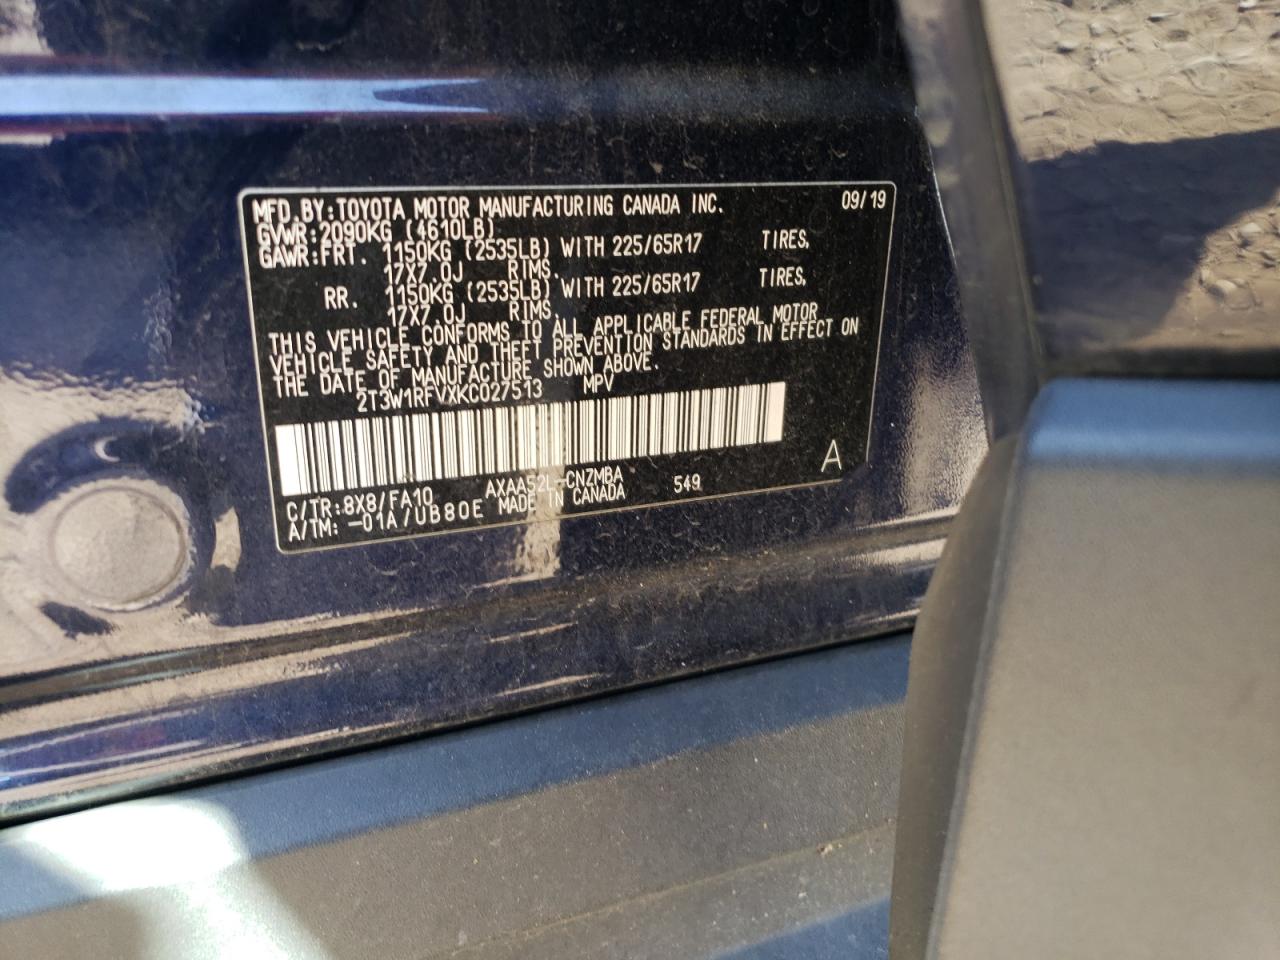 MFD.BY:TOYOTA MOTOR MANUFACTURING CANADA INC. 09/19
GVWR:2090KG (4610LB)
GAWR:FRT. 1150KG (2535LB) WITH 225/65R17 TIRES,
17X7.0J RIMS.
RR. 1150KG (2535LB) WITH 225/65R17 TIRES,
17X7.0J RIMS
THIS VEHICLE CONFORMS TO ALL APPLICABLE FEDERAL MOTOR
VEHICLE SAFETY AND THEFT PREVENTION STANDARDS IN EFFECT ON
THE DATE OF MANUFACTURE SHOWN ABOVE.
2T3W1RFVXKC027513 MPV
A
C/TR:8X8/FA10 AXAA52L-CNZMBA 549
A/TM:-01A/UB80E MADE IN CANADA